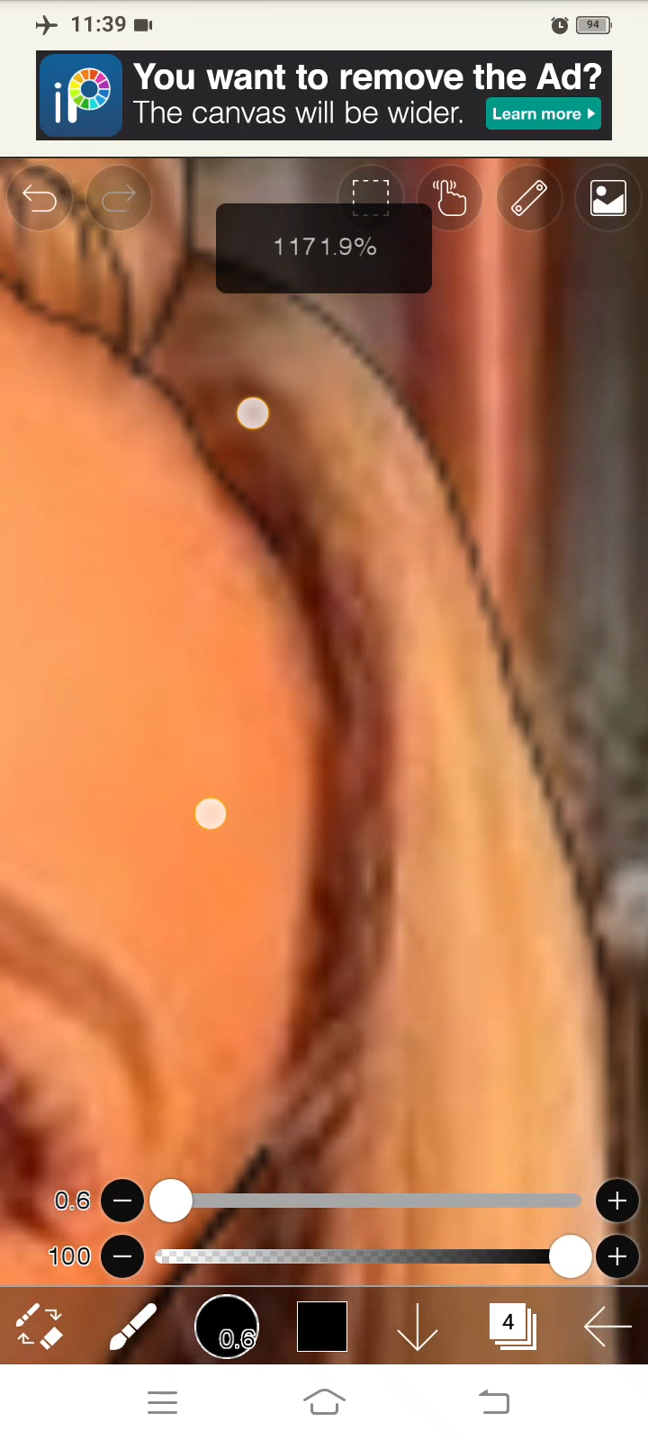 11:39
94
iP
You want to remove the Ad?
The canvas will be wider.
Learn more
1171.9%
0.6
100
0.6
4